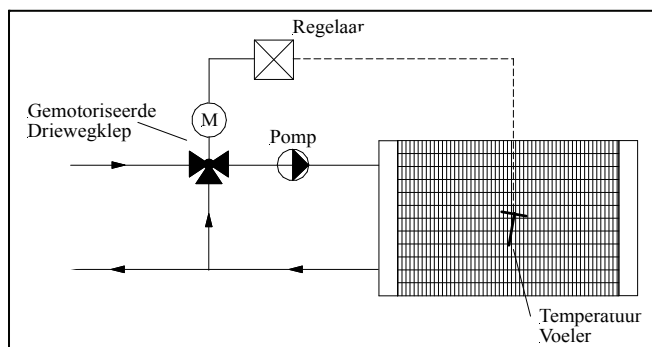 Regelaar
Gemotoriseerde
Driewegklep
M
Pomp
Temperatuur
Voeler